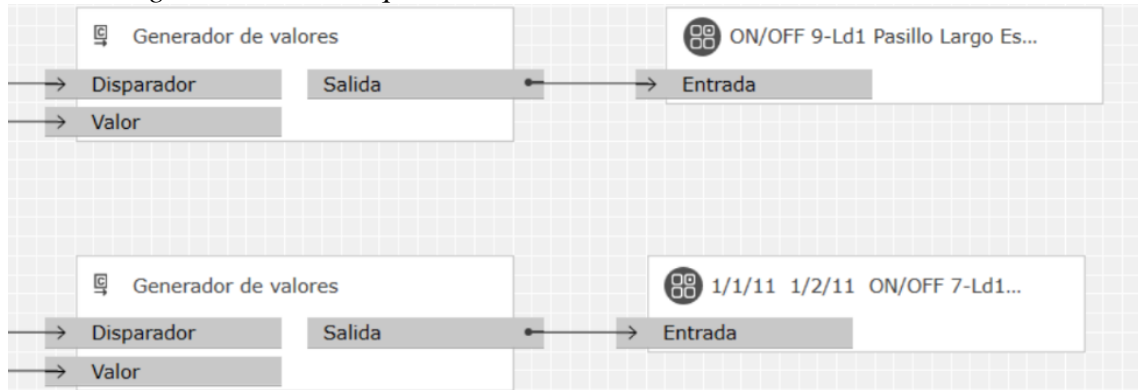 Generador de valores
Disparador Salida
Valor
ON/OFF 9-Ld1 Pasillo Largo Es...
Entrada
Generador de valores
Disparador Salida
Valor
1/1/11 1/2/11 ON/OFF 7-Ld1...
Entrada